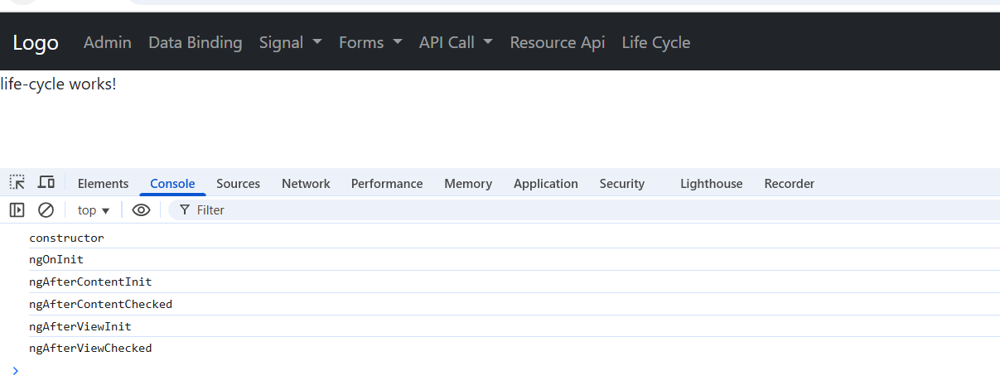 Logo Admin Data Binding Signal Forms API Call Resource Api Life Cycle
life-cycle works!
Elements Console Sources Network Performance Memory Application Security Lighthouse Recorder
top Filter
constructor
ngOnInit
ngAfterContentInit
ngAfterContentChecked
ngAfterViewInit
ngAfterViewChecked